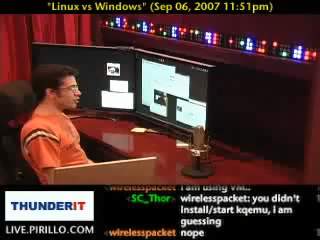 "Linux vs Windows" (Sep 06, 2007 11:51pm)
<wirelesspacket> I am using VM..
<SC_Thor> wirelesspacket: you didn't
install/start kqemu, i am
guessing
<wirelesspacket> nope
THUNDERIT
LIVE.PIRILLO.COM